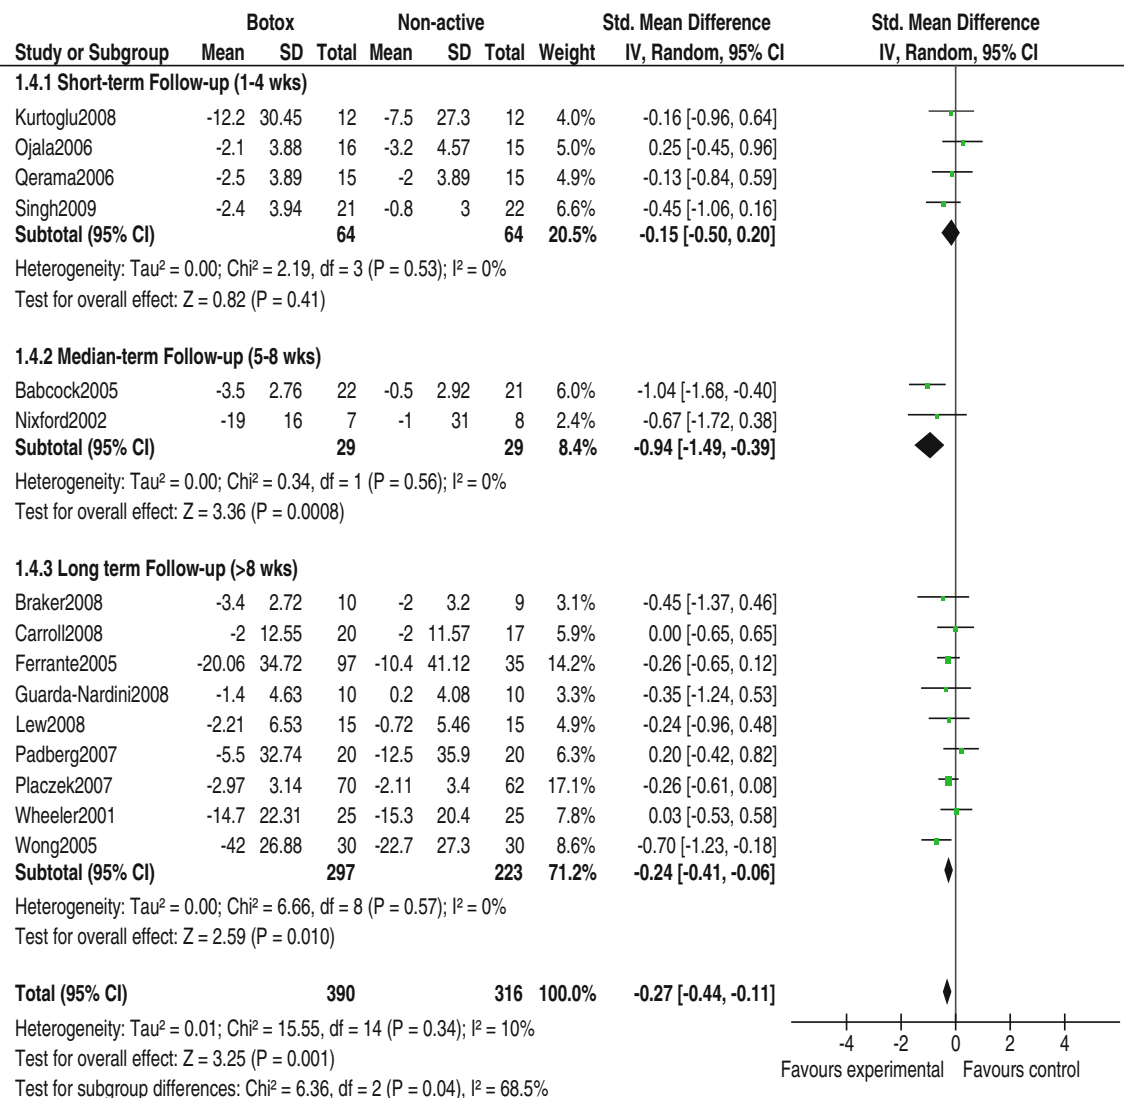 Botox Non-active Std. Mean Difference Std. Mean Difference
Study or Subgroup Mean SD Total Mean SD Total Weight IV, Random, 95% CI IV, Random, 95% CI
1.4.1 Short-term Follow-up (1-4 wks)
Kurtoglu2008 -12.2 30.45 12 -7.5 27.3 12 4.0% -0.16 [-0.96, 0.64]
Ojala2006 -2.1 3.88 16 -3.2 4.57 15 5.0% 0.25 [-0.45, 0.96]
Qerama2006 -2.5 3.89 15 -2 3.89 15 4.9% -0.13 [-0.84, 0.59]
Singh2009 -2.4 3.94 21 -0.8 3 22 6.6% -0.45 [-1.06, 0.16]
Subtotal (95% CI) 64 64 20.5% -0.15 [-0.50, 0.20]
Heterogeneity: Tau² = 0.00; Chi² = 2.19, df = 3 (P = 0.53); I² = 0%
Test for overall effect: Z = 0.82 (P = 0.41)
1.4.2 Median-term Follow-up (5-8 wks)
Babcock2005 -3.5 2.76 22 -0.5 2.92 21 6.0% -1.04 [-1.68, -0.40]
Nixford2002 -19 16 7 -1 31 8 2.4% -0.67 [-1.72, 0.38]
Subtotal (95% CI) 29 29 8.4% -0.94 [-1.49, -0.39]
Heterogeneity: Tau² = 0.00; Chi² = 0.34, df = 1 (P = 0.56); I² = 0%
Test for overall effect: Z = 3.36 (P = 0.0008)
1.4.3 Long term Follow-up (>8 wks)
Braker2008 -3.4 2.72 10 -2 3.2 9 3.1% -0.45 [-1.37, 0.46]
Carroll2008 -2 12.55 20 -2 11.57 17 5.9% 0.00 [-0.65, 0.65]
Ferrante2005 -20.06 34.72 97 -10.4 41.12 35 14.2% -0.26 [-0.65, 0.12]
Guarda-Nardini2008 -1.4 4.63 10 0.2 4.08 10 3.3% -0.35 [-1.24, 0.53]
Lew2008 -2.21 6.53 15 -0.72 5.46 15 4.9% -0.24 [-0.96, 0.48]
Padberg2007 -5.5 32.74 20 -12.5 35.9 20 6.3% 0.20 [-0.42, 0.82]
Placzek2007 -2.97 3.14 70 -2.11 3.4 62 17.1% -0.26 [-0.61, 0.08]
Wheeler2001 -14.7 22.31 25 -15.3 20.4 25 7.8% 0.03 [-0.53, 0.58]
Wong2005 -42 26.88 30 -22.7 27.3 30 8.6% -0.70 [-1.23, -0.18]
Subtotal (95% CI) 297 223 71.2% -0.24 [-0.41, -0.06]
Heterogeneity: Tau² = 0.00; Chi² = 6.66, df = 8 (P = 0.57); I² = 0%
Test for overall effect: Z = 2.59 (P = 0.010)
Total (95% CI) 390 316 100.0% -0.27 [-0.44, -0.11]
Heterogeneity: Tau² = 0.01; Chi² = 15.55, df = 14 (P = 0.34); I² = 10%
Test for overall effect: Z = 3.25 (P = 0.001)
Test for subgroup differences: Chi² = 6.36, df = 2 (P = 0.04), I² = 68.5%
-4 -2 0 2 4
Favours experimental Favours control